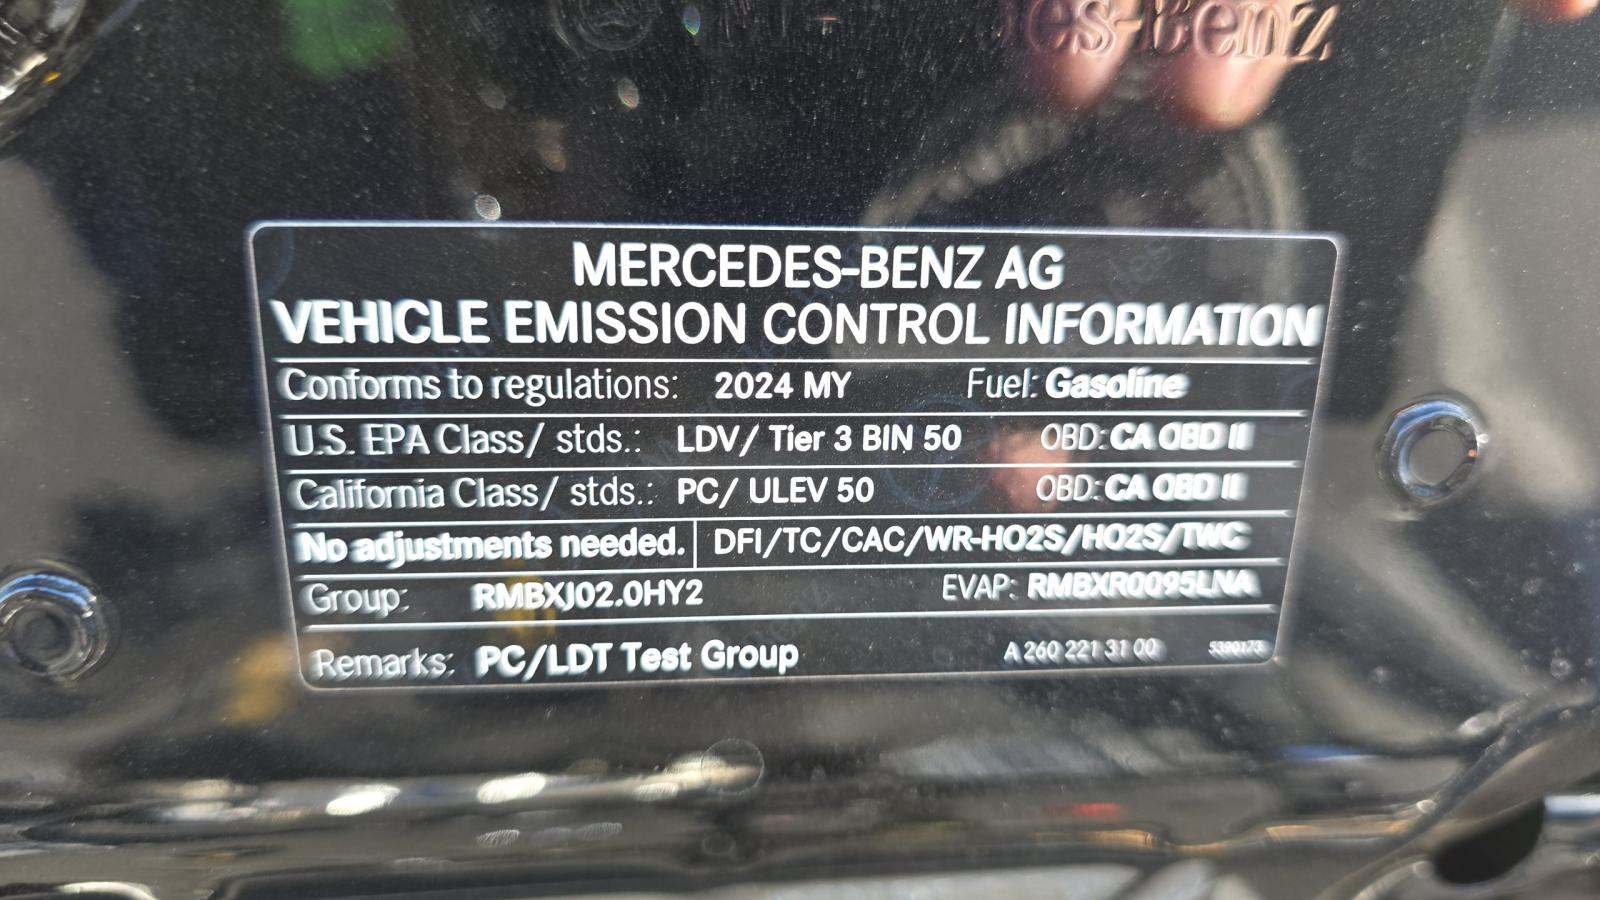 es-Benz
MERCEDES-BENZ AG
VEHICLE EMISSION CONTROL INFORMATION
Conforms to regulations: 2024 MY Fuel: Gasoline
U.S. EPA Class/ stds.: LDV/ Tier 3 BIN 50 OBD: CA OBD II
California Class/ stds.: PC/ ULEV 50 OBD: CA OBD II
No adjustments needed. DFI/TC/CAC/WR-HO2S/HO2S/TWC
Group: RMBXJ02.0HY2 EVAP: RMBXR0095LNA
Remarks: PC/LDT Test Group A 260 221 31 00